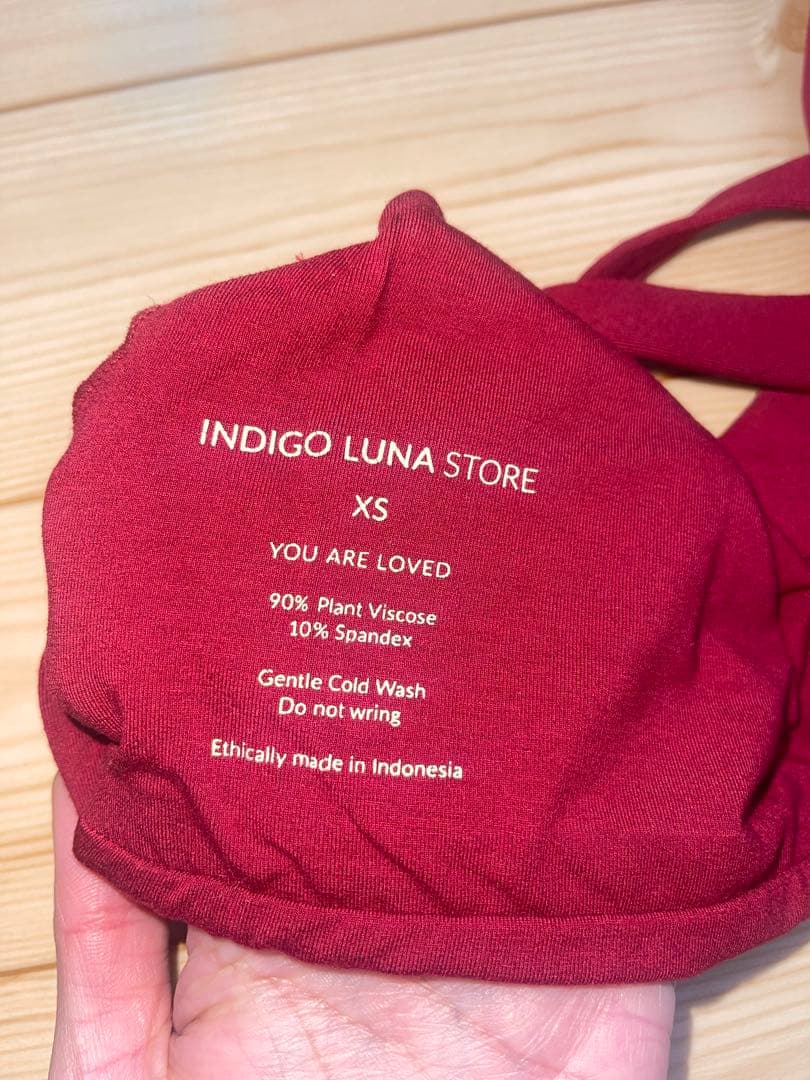 INDIGO LUNA STORE
XS
YOU ARE LOVED
90% Plant Viscose
10% Spandex
Gentle Cold Wash
Do not wring
Ethically made in Indonesia